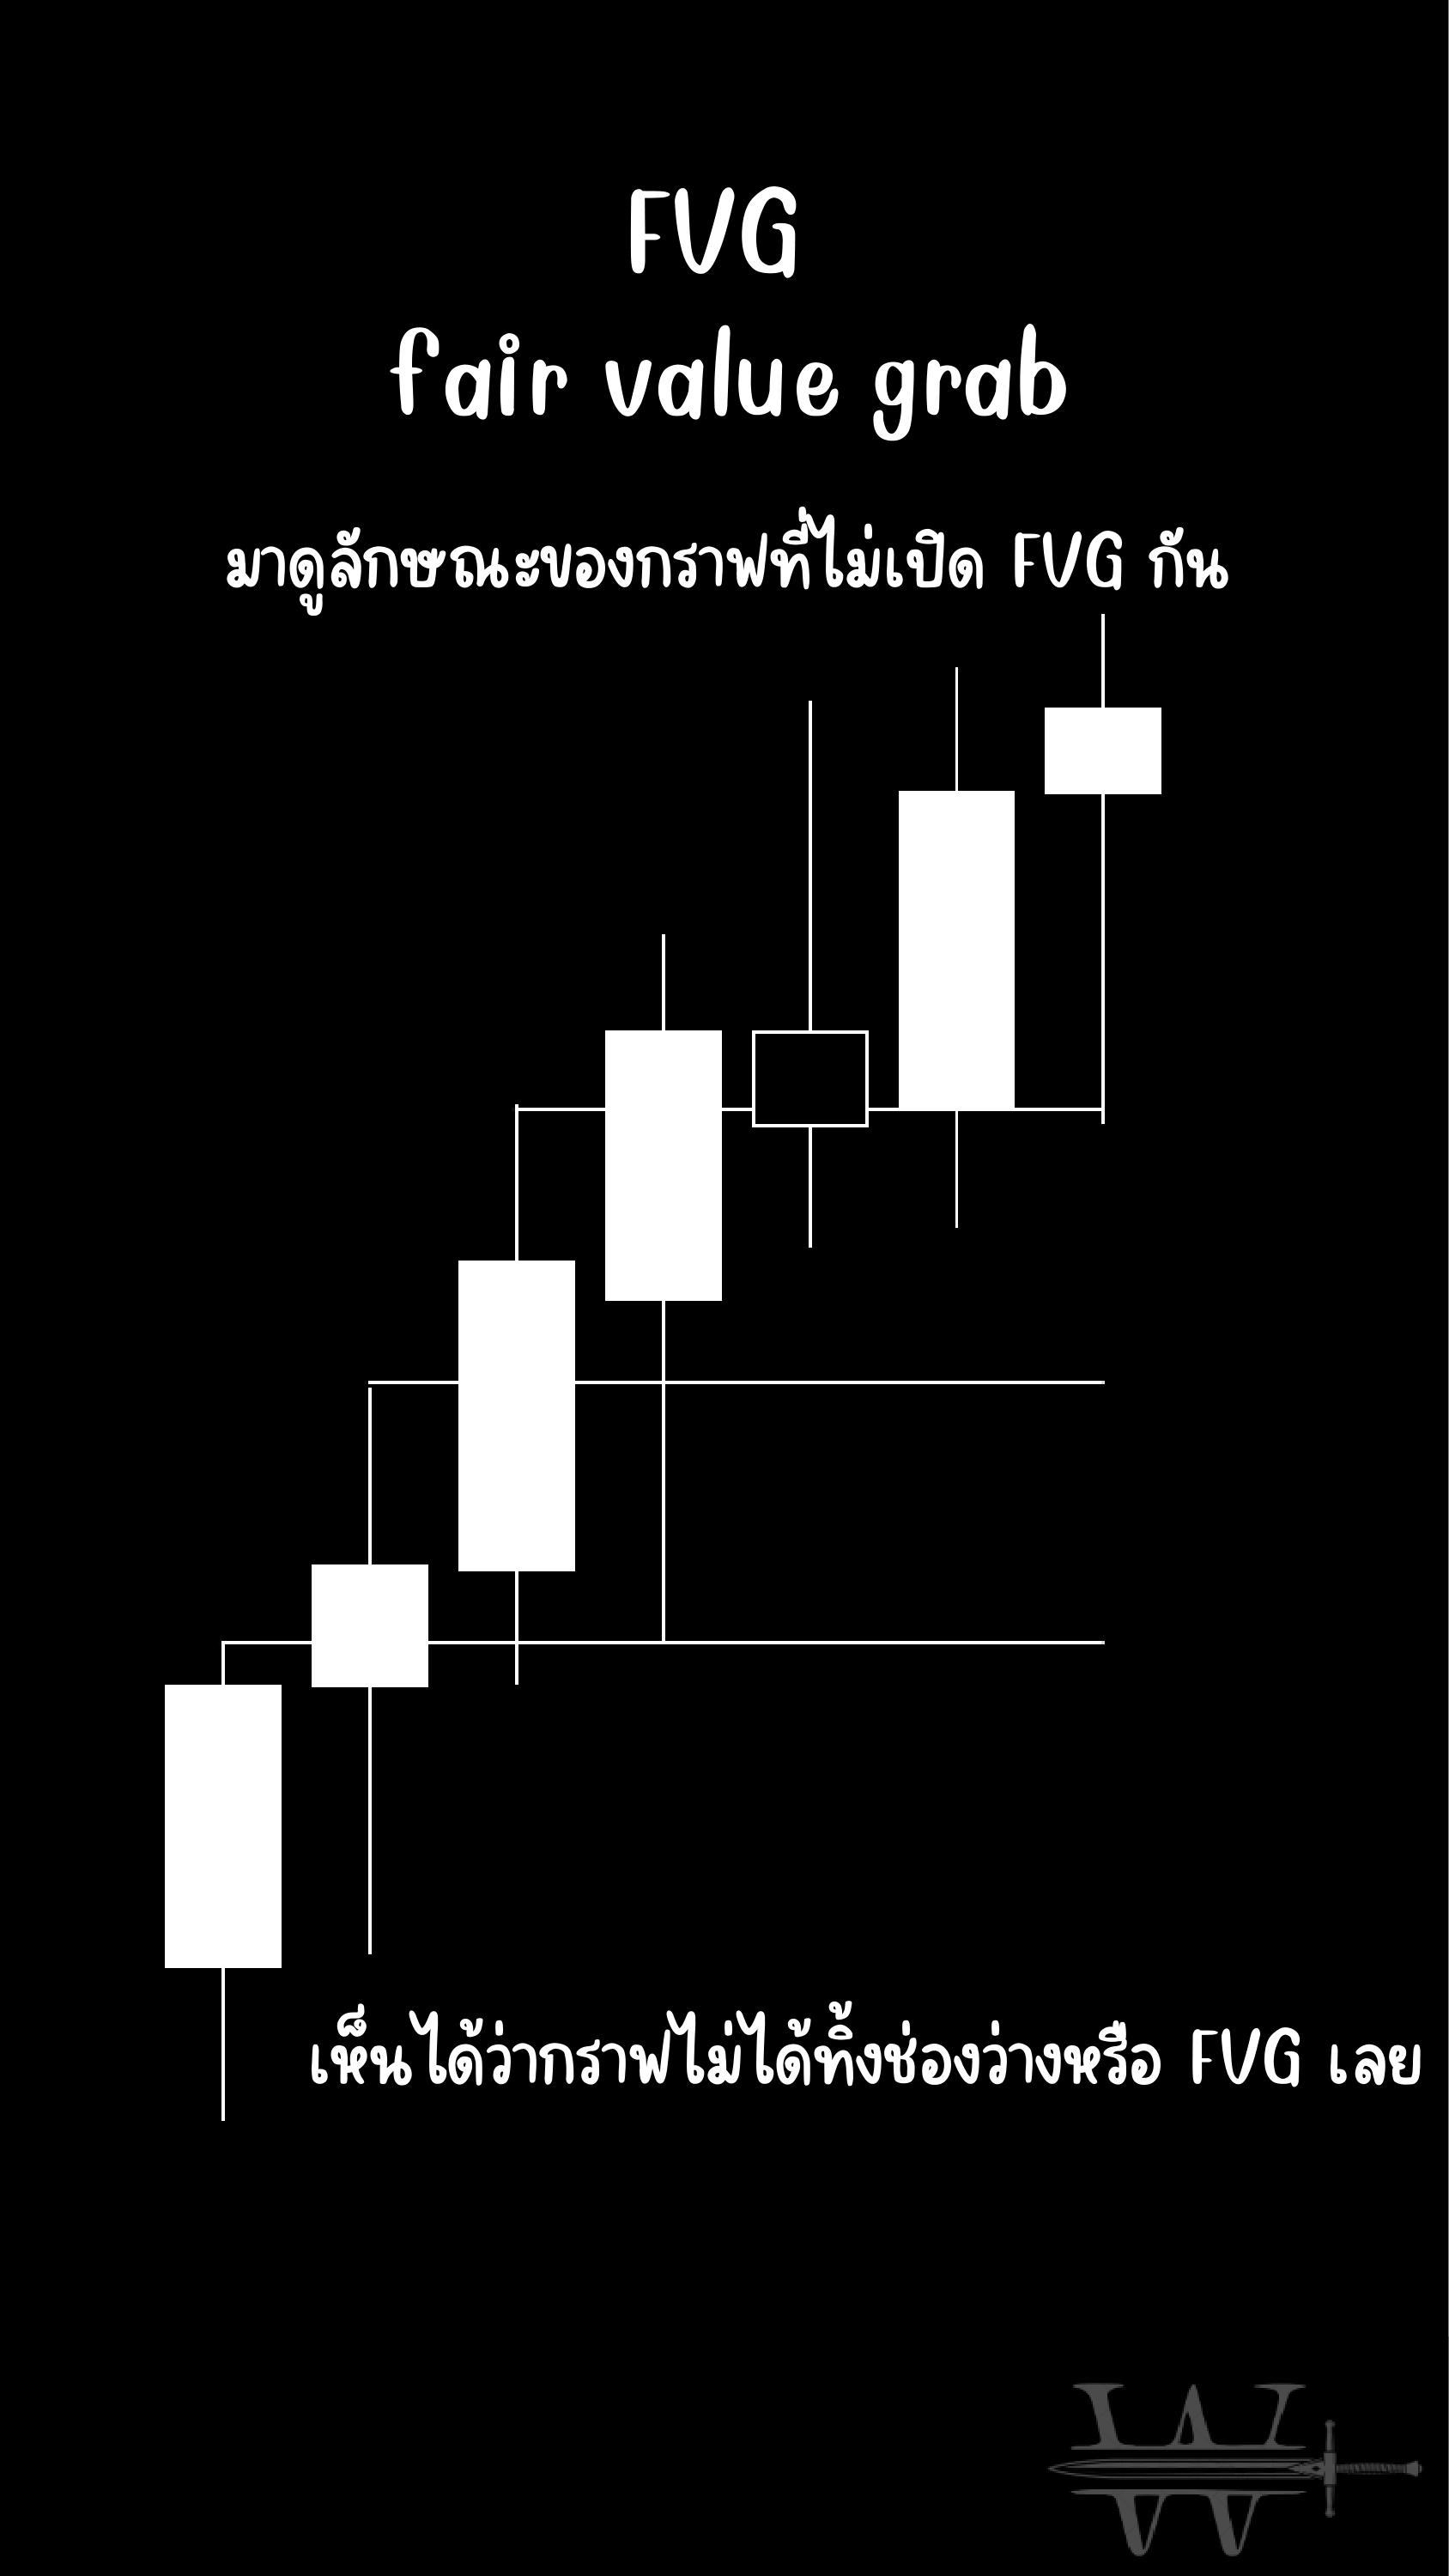 FVG
fair value grab
มาดูลักษณะของกราฟที่ไม่เปิด FVG กัน
เห็นได้ว่ากราฟไม่ได้ทิ้งช่องว่างหรือ FVG เลย
W